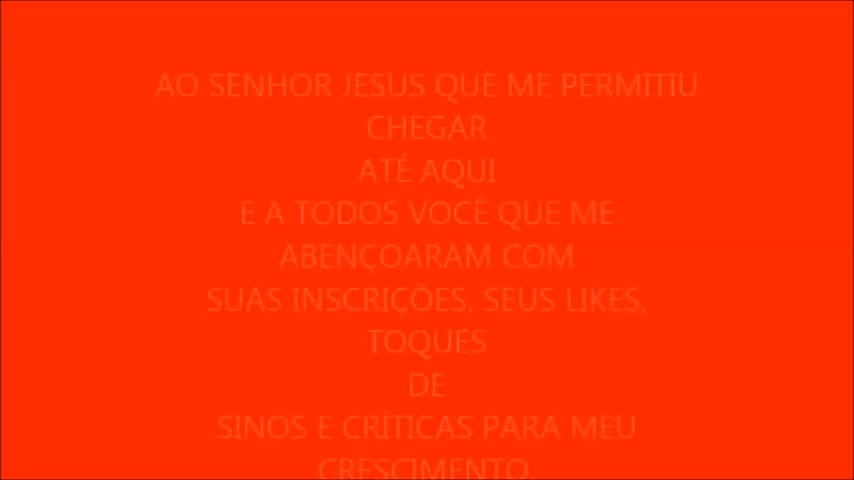 AO SENHOR JESUS QUE ME PERMITIU
CHEGAR
ATÉ AQUI
E A TODOS VOCÊ QUE ME
ABENÇOARAM COM
SUAS INSCRIÇÕES, SEUS LIKES,
TOQUES
DE
SINOS E CRÍTICAS PARA MEU
CRESCIMENTO.